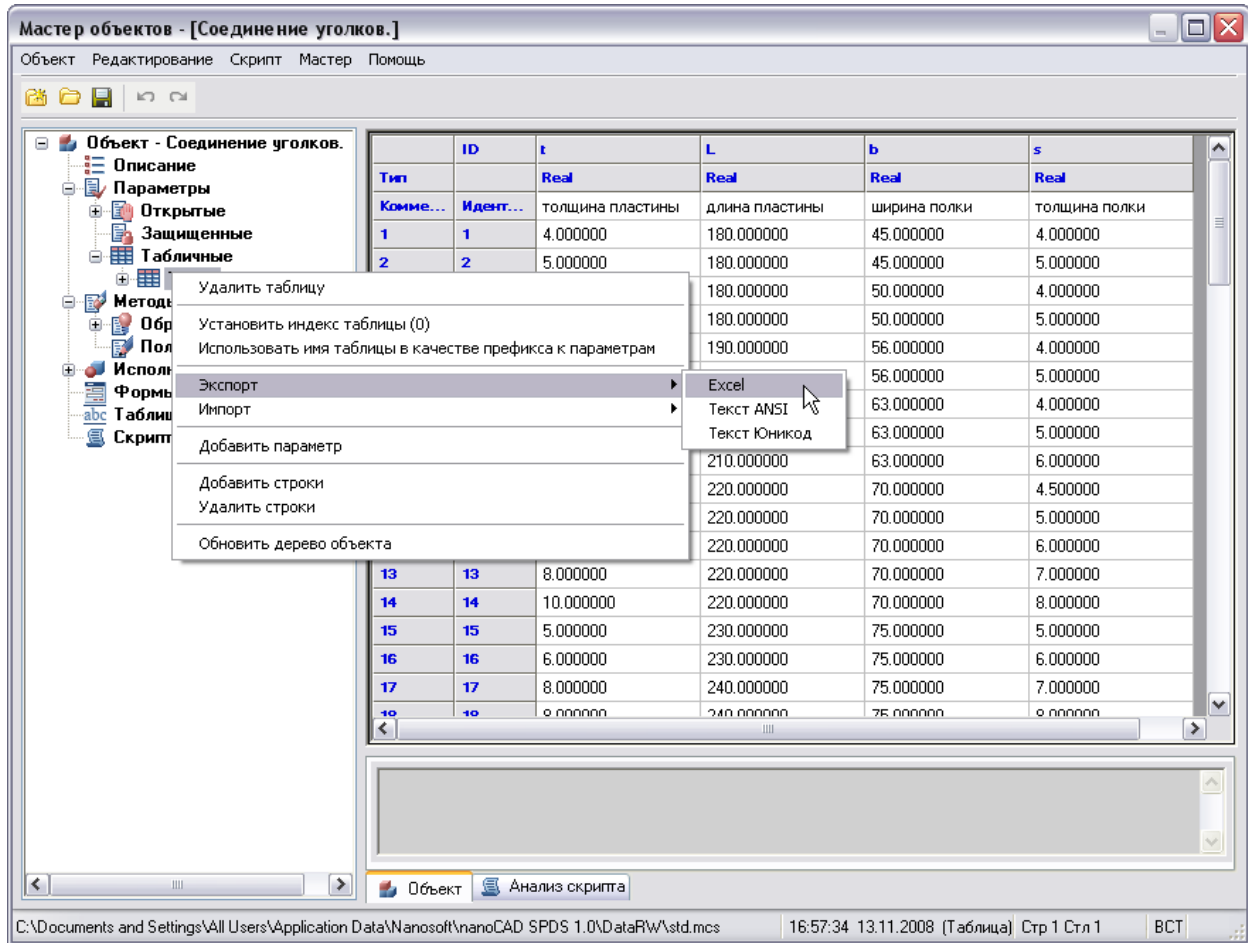 Мастер объектов - [Соединение уголков.]
Объект Редактирование Скрипт Мастер Помощь
Объект - Соединение уголков.
Описание
Параметры
Открытые
Защищенные
Табличные
Методы
Обр
Пол
Исполн
Формы
abc Таблиц
Скрипт
ID t L b s
Тип Real Real Real Real
Комме... Идент... толщина пластины длина пластины ширина полки толщина полки
1 1 4.000000 180.000000 45.000000 4.000000
2 2 5.000000 180.000000 45.000000 5.000000
180.000000 50.000000 4.000000
180.000000 50.000000 5.000000
190.000000 56.000000 4.000000
56.000000 5.000000
63.000000 4.000000
63.000000 5.000000
210.000000 63.000000 6.000000
220.000000 70.000000 4.500000
220.000000 70.000000 5.000000
220.000000 70.000000 6.000000
13 13 8.000000 220.000000 70.000000 7.000000
14 14 10.000000 220.000000 70.000000 8.000000
15 15 5.000000 230.000000 75.000000 5.000000
16 16 6.000000 230.000000 75.000000 6.000000
17 17 8.000000 240.000000 75.000000 7.000000
Удалить таблицу
Установить индекс таблицы (0)
Использовать имя таблицы в качестве префикса к параметрам
Экспорт
Импорт
Добавить параметр
Добавить строки
Удалить строки
Обновить дерево объекта
Excel
Текст ANSI
Текст Юникод
Объект Анализ скрипта
C:\Documents and Settings\All Users\Application Data\Nanosoft\nanoCAD SPDS 1.0\DataRW\std.mcs 16:57:34 13.11.2008 (Таблица) Стр 1 Стл 1 ВСТ